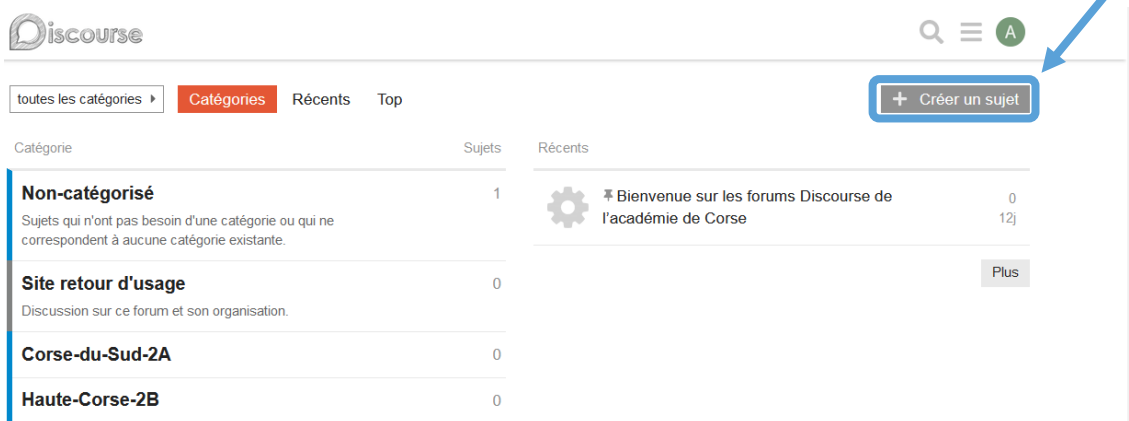 Discourse
A
toutes les catégories
Catégories
Récents
Top
+ Créer un sujet
Catégorie
Sujets
Non-catégorisé
1
Sujets qui n'ont pas besoin d'une catégorie ou qui ne
correspondent à aucune catégorie existante.
Site retour d'usage
0
Discussion sur ce forum et son organisation.
Corse-du-Sud-2A
0
Haute-Corse-2B
0
Récents
Bienvenue sur les forums Discourse de
l'académie de Corse
0
12j
Plus